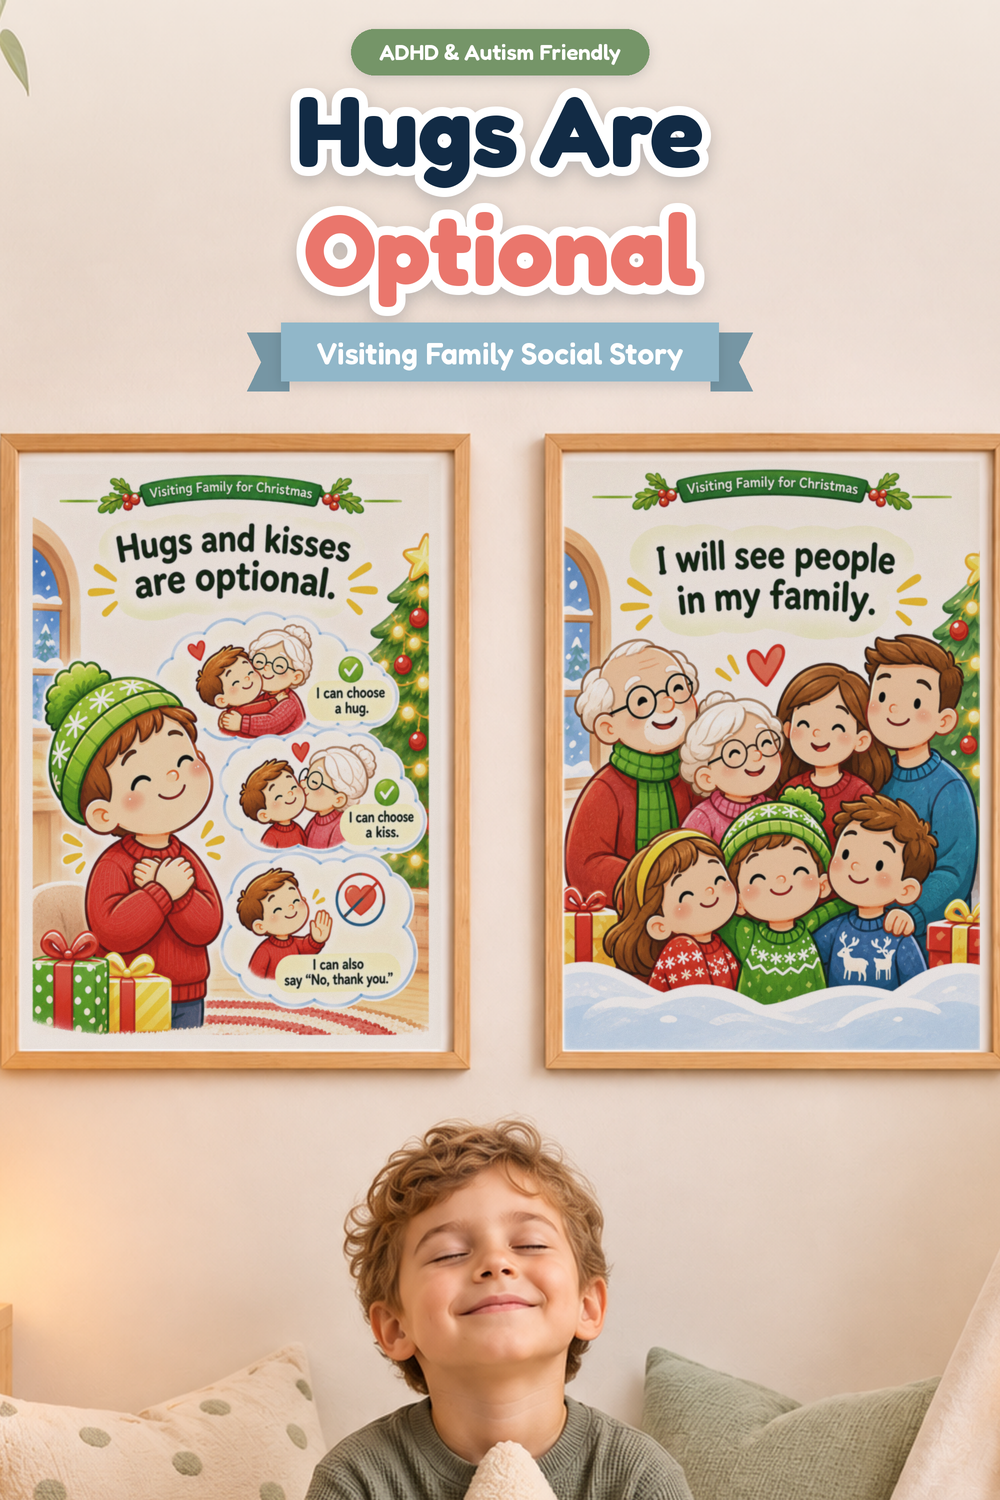 ADHD & Autism Friendly
Hugs Are
Optional
Visiting Family Social Story
Visiting Family for Christmas
Hugs and kisses
are optional.
I can choose
a hug.
I can choose
a kiss.
I can also
say “No, thank you.”
Visiting Family for Christmas
I will see people
in my family.